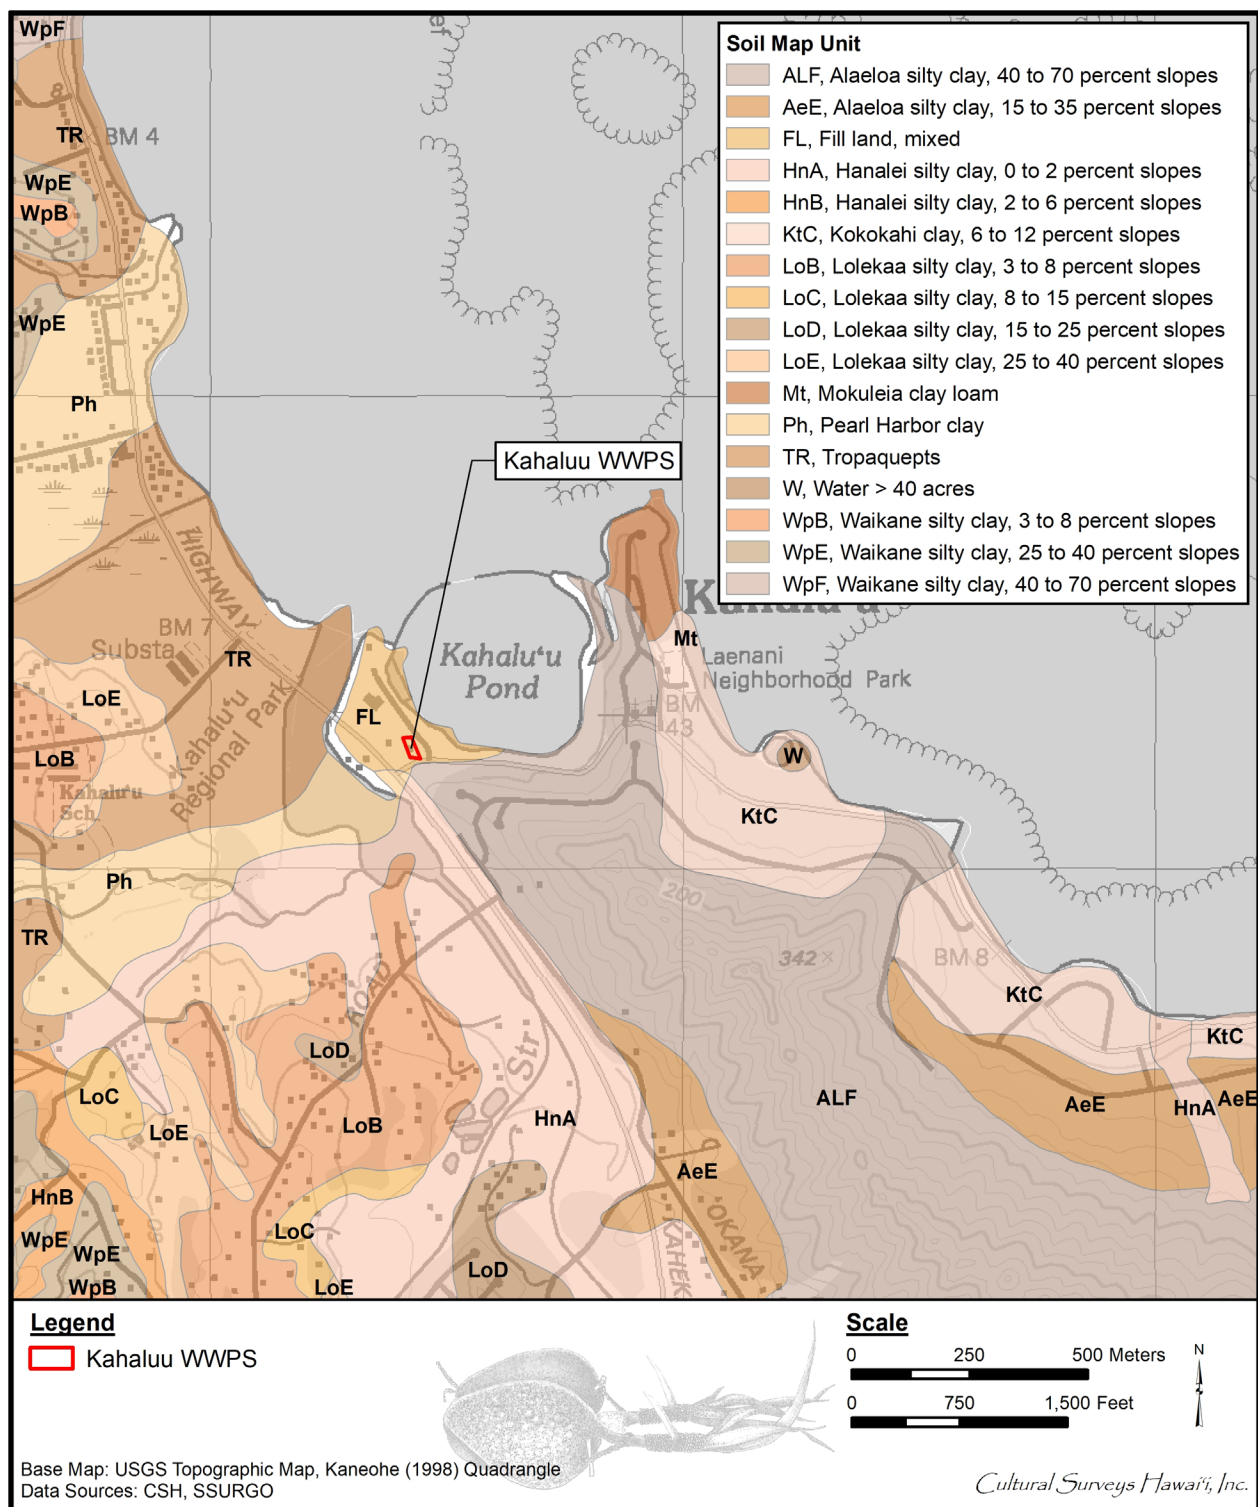 WpF
ef
Soil Map Unit
ALF, Alaeloa silty clay, 40 to 70 percent slopes
AeE, Alaeloa silty clay, 15 to 35 percent slopes
FL, Fill land, mixed
HnA, Hanalei silty clay, 0 to 2 percent slopes
HnB, Hanalei silty clay, 2 to 6 percent slopes
KtC, Kokokahi clay, 6 to 12 percent slopes
LoB, Lolekaa silty clay, 3 to 8 percent slopes
LoC, Lolekaa silty clay, 8 to 15 percent slopes
LoD, Lolekaa silty clay, 15 to 25 percent slopes
LoE, Lolekaa silty clay, 25 to 40 percent slopes
Mt, Mokuleia clay loam
Ph, Pearl Harbor clay
TR, Tropaquepts
W, Water > 40 acres
WpB, Waikane silty clay, 3 to 8 percent slopes
WpE, Waikane silty clay, 25 to 40 percent slopes
WpF, Waikane silty clay, 40 to 70 percent slopes
8
TR
BM 4
WpE
WpB
WpE
Ph
Kahaluu WWPS
HIGHWAY
BM 7
Substa
TR
Kahalu'u
Mt
Laenani
Neighborhood Park
Kahalu'u
Pond
LoE
Kahalu'u
Regional Park
FL
BM
43
LoB
Kahalu'u
Sch
W
KtC
Ph
200
TR
342
BM 8
ROAD
KtC
LoD
Str
KtC
LoC
LoE
LoB
HnA
ALF
AeE
HnA
AeE
AeE
HnB
WpE
WpE
WpB
60
LoC
LoE
LoD
KAHEK
'OKANA
Legend
Kahaluu WWPS
Scale
0 250 500 Meters
0 750 1,500 Feet
N
Base Map: USGS Topographic Map, Kaneohe (1998) Quadrangle
Data Sources: CSH, SSURGO
Cultural Surveys Hawai'i, Inc.